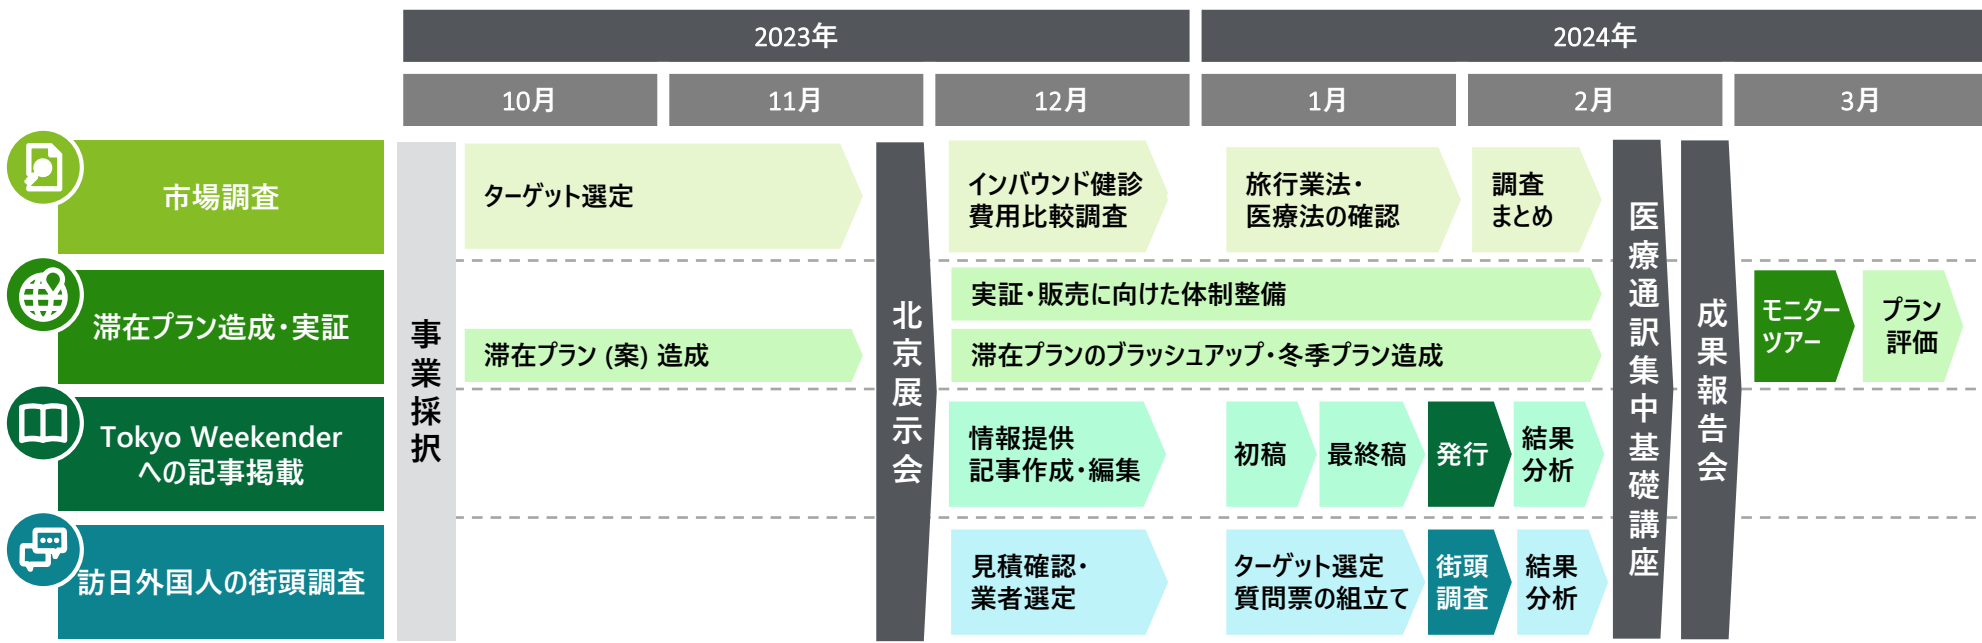 2023年
2024年
10月
11月
12月
1月
2月
3月
市場調査
ターゲット選定
インバウンド健診
費用比較調査
旅行業法・
医療法の確認
調査
まとめ
滞在プラン造成・実証
実証・販売に向けた体制整備
滞在プラン (案) 造成
滞在プランのブラッシュアップ・冬季プラン造成
モニター
ツアー
プラン
評価
Tokyo Weekender
への記事掲載
情報提供
記事作成・編集
初稿
最終稿
発行
結果
分析
訪日外国人の街頭調査
見積確認・
業者選定
ターゲット選定
質問票の組立て
街頭
調査
結果
分析
事業採択
北京展示会
医療通訳集中基礎講座
成果報告会